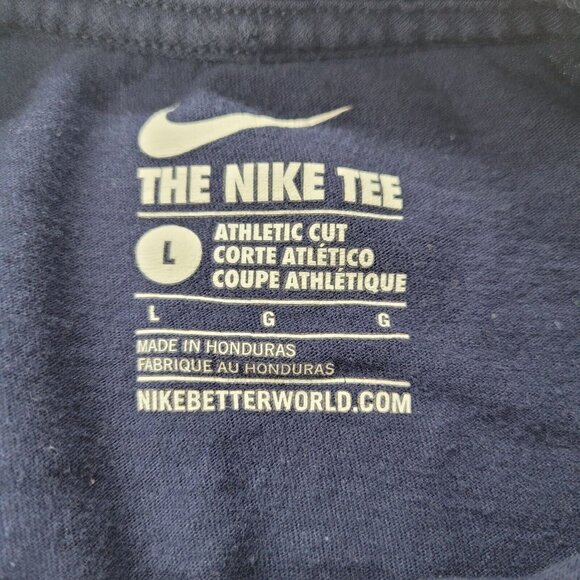 THE NIKE TEE
L
ATHLETIC CUT
CORTE ATLÉTICO
COUPE ATHLÉTIQUE
L G G
MADE IN HONDURAS
FABRIQUE AU HONDURAS
NIKEBETTERWORLD.COM